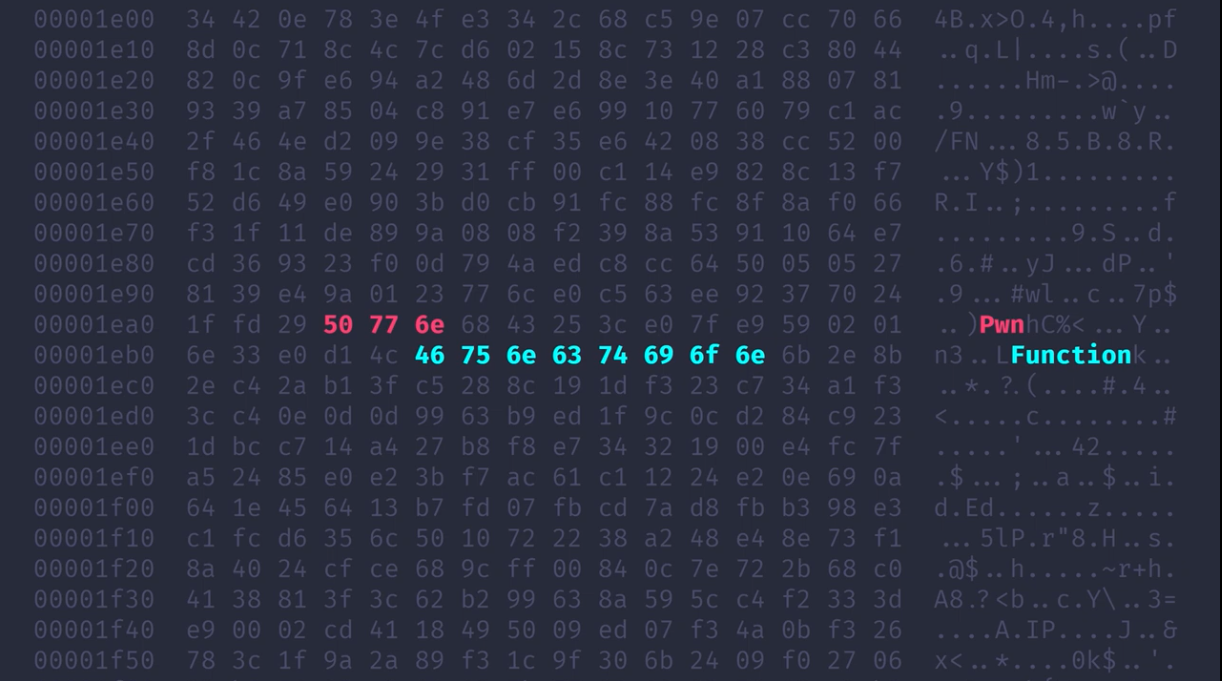 00001e00 34 42 0e 78 3e 4f e3 34 2c 68 c5 9e 07 cc 70 66 4B.x>O.4,h....pf
00001e10 8d 0c 71 8c 4c 7c d6 02 15 8c 73 12 28 c3 80 44 ..q.L|....s.(..D
00001e20 82 0c 9f e6 94 a2 48 6d 2d 8e 3e 40 a1 88 07 81 ......Hm-.>@....
00001e30 93 39 a7 85 04 c8 91 e7 e6 99 10 77 60 79 c1 ac .9.........w`y..
00001e40 2f 46 4e d2 09 9e 38 cf 35 e6 42 08 38 cc 52 00 /FN...8.5.B.8.R.
00001e50 f8 1c 8a 59 24 29 31 ff 00 c1 14 e9 82 8c 13 f7 ...Y$)1.........
00001e60 52 d6 49 e0 90 3b d0 cb 91 fc 88 fc 8f 8a f0 66 R.I..;.........f
00001e70 f3 1f 11 de 89 9a 08 08 f2 39 8a 53 91 10 64 e7 .........9.S..d.
00001e80 cd 36 93 23 f0 0d 79 4a ed c8 cc 64 50 05 05 27 .6.#..yJ...dP..'
00001e90 81 39 e4 9a 01 23 77 6c e0 c5 63 ee 92 37 70 24 .9...#wl..c..7p$
00001ea0 1f fd 29 50 77 6e 68 43 25 3c e0 7f e9 59 02 01 ..)PwnhC%<...Y..
00001eb0 6e 33 e0 d1 4c 46 75 6e 63 74 69 6f 6e 6b 2e 8b n3..LFunctionk..
00001ec0 2e c4 2a b1 3f c5 28 8c 19 1d f3 23 c7 34 a1 f3 ..*.?.(....#.4..
00001ed0 3c c4 0e 0d 0d 99 63 b9 ed 1f 9c 0c d2 84 c9 23 <.....c........#
00001ee0 1d bc c7 14 a4 27 b8 f8 e7 34 32 19 00 e4 fc 7f .....'...42.....
00001ef0 a5 24 85 e0 e2 3b f7 ac 61 c1 12 24 e2 0e 69 0a .$...;..a..$..i.
00001f00 64 1e 45 64 13 b7 fd 07 fb cd 7a d8 fb b3 98 e3 d.Ed......z.....
00001f10 c1 fc d6 35 6c 50 10 72 22 38 a2 48 e4 8e 73 f1 ...5lP.r"8.H..s.
00001f20 8a 40 24 cf ce 68 9c ff 00 84 0c 7e 72 2b 68 c0 .@$..h.....~r+h.
00001f30 41 38 81 3f 3c 62 b2 99 63 8a 59 5c c4 f2 33 3d A8.?<b..c.Y\..3=
00001f40 e9 00 02 cd 41 18 49 50 09 ed 07 f3 4a 0b f3 26 ....A.IP....J..&
00001f50 78 3c 1f 9a 2a 89 f3 1c 9f 30 6b 24 09 f0 27 06 x<..*....0k$..'.